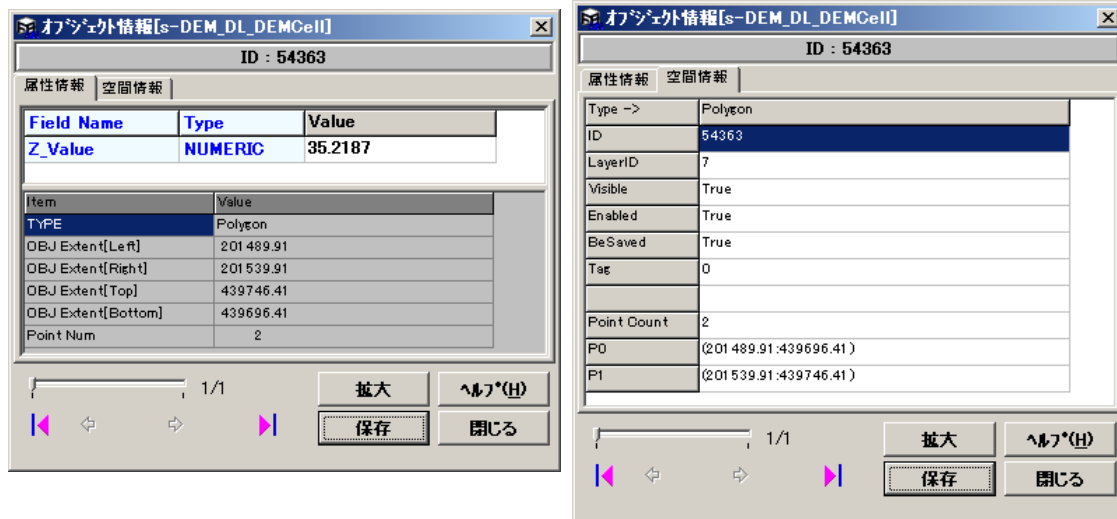 オブジェクト情報[s-DEM_DL_DEMCell]
ID : 54363
属性情報 空間情報
Field Name Type Value
Z_Value NUMERIC 35.2187
Item Value
TYPE Polygon
OBJ Extent[Left] 201489.91
OBJ Extent[Right] 201539.91
OBJ Extent[Top] 439746.41
OBJ Extent[Bottom] 439696.41
Point Num 2
1/1
拡大 ヘルプ(H)
保存 閉じる
オブジェクト情報[s-DEM_DL_DEMCell]
ID : 54363
属性情報 空間情報
Type -> Polygon
ID 54363
LayerID 7
Visible True
Enabled True
BeSaved True
Tag 0
Point Count 2
P0 (201489.91:439696.41)
P1 (201539.91:439746.41)
1/1
拡大 ヘルプ(H)
保存 閉じる